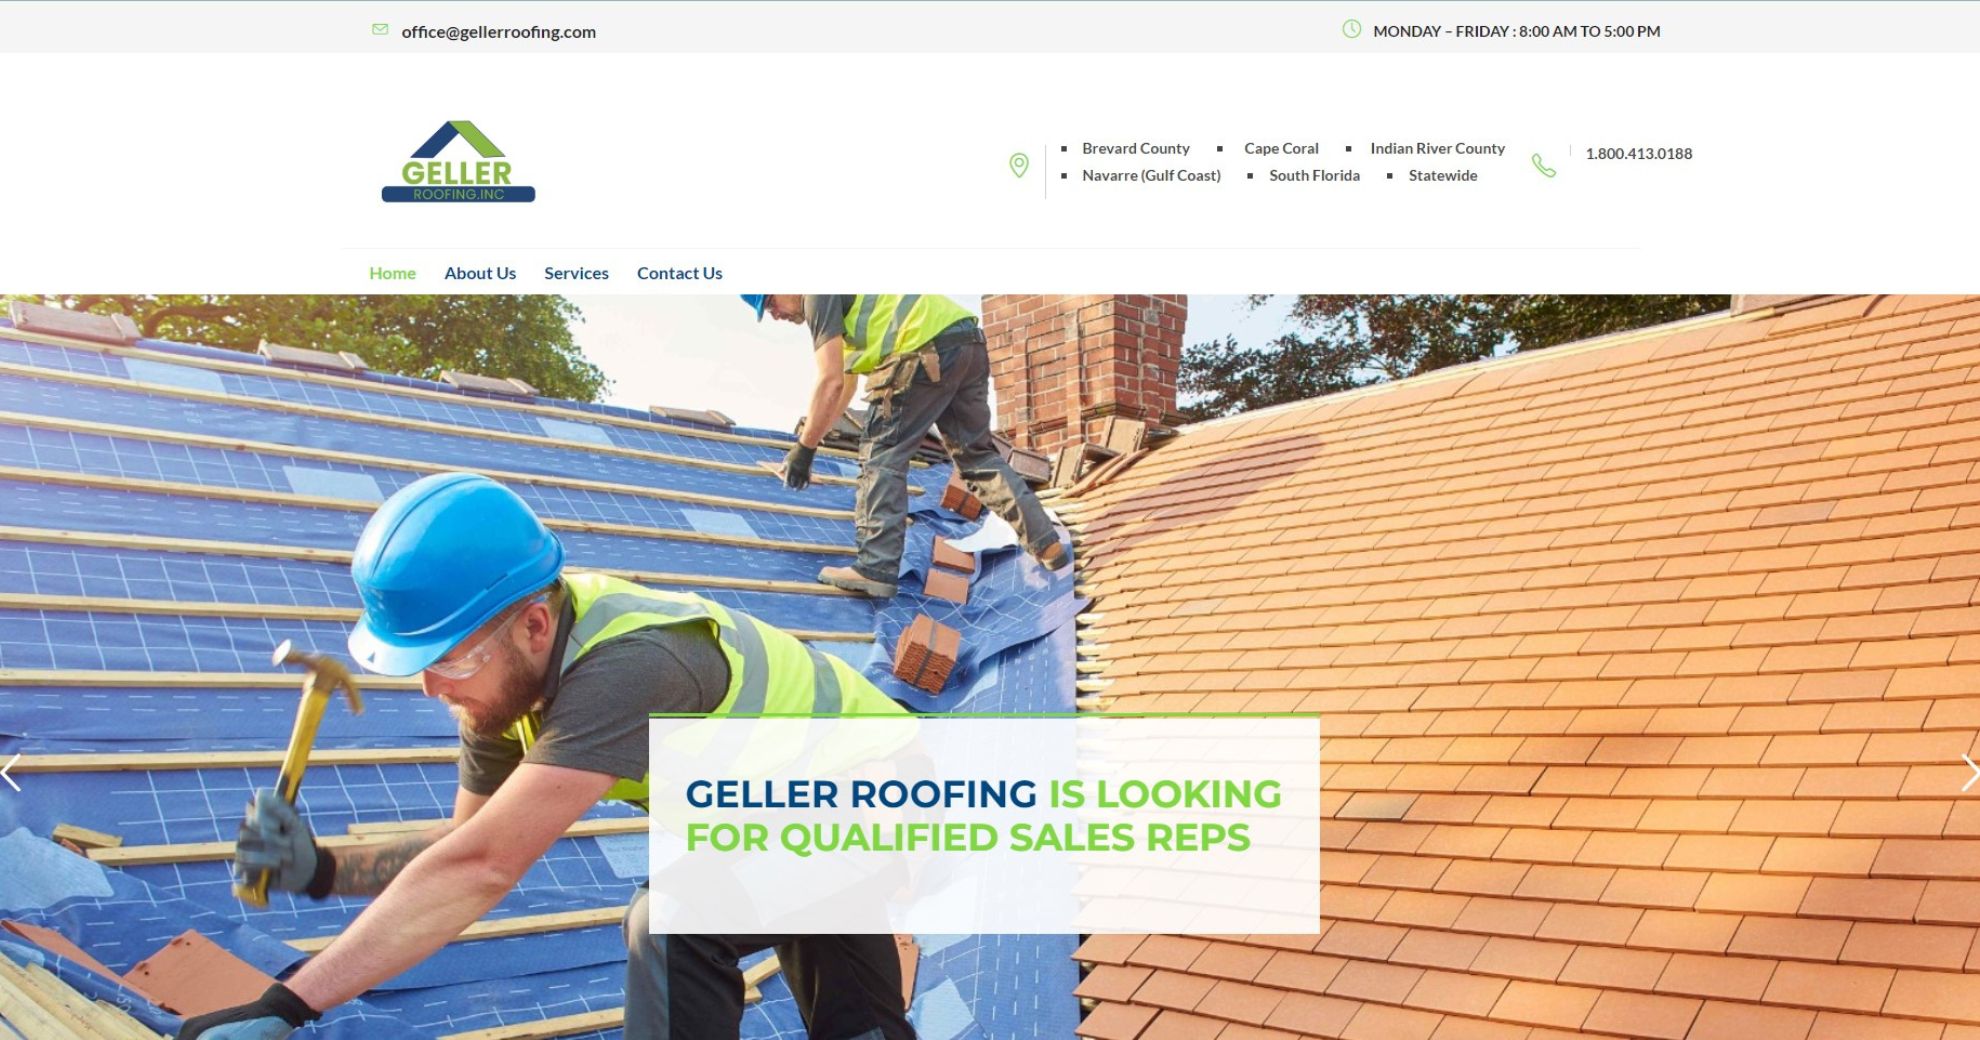 office@gellerroofing.com
MONDAY – FRIDAY : 8:00 AM TO 5:00 PM
GELLER
ROOFING.INC
Brevard County
Cape Coral
Indian River County
Navarre (Gulf Coast)
South Florida
Statewide
1.800.413.0188
Home
About Us
Services
Contact Us
GELLER ROOFING IS LOOKING
FOR QUALIFIED SALES REPS